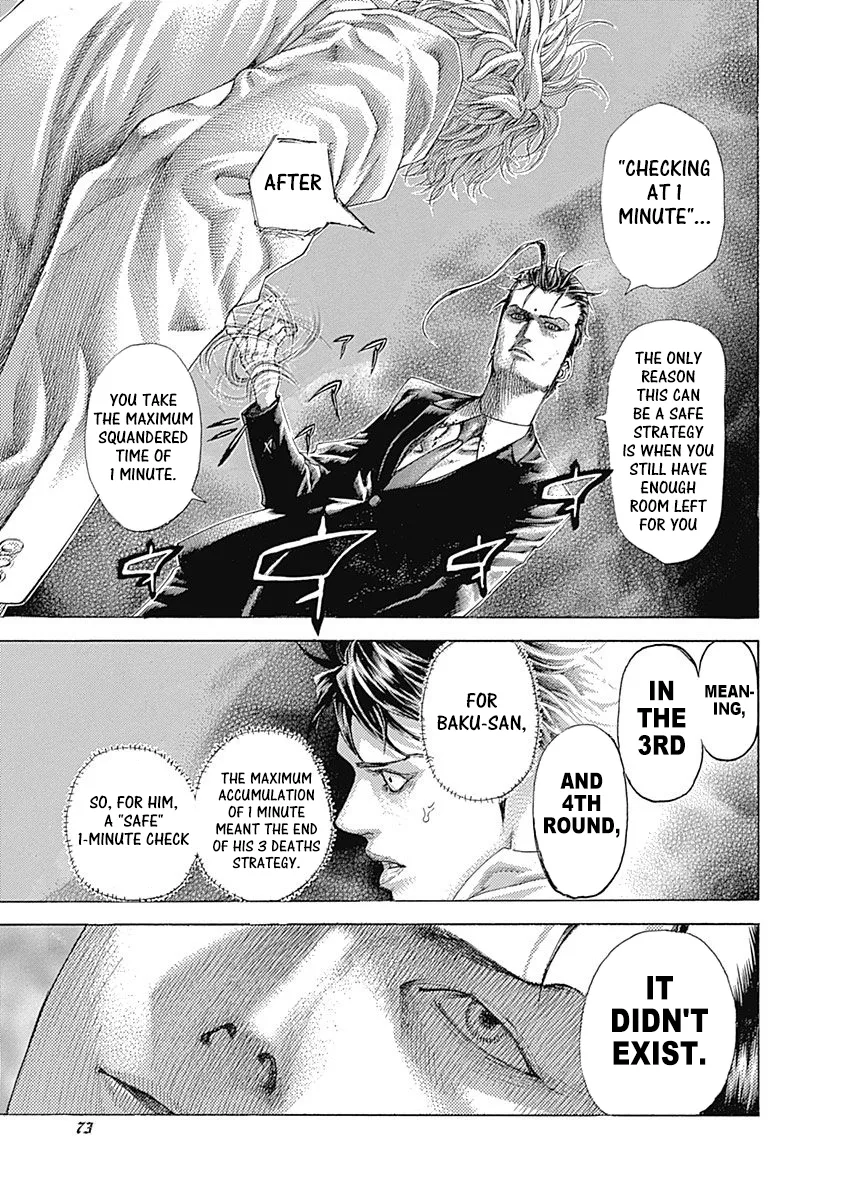 "CHECKING
AT 1
MINUTE"...
THE ONLY
REASON
THIS CAN
BE A SAFE
STRATEGY
IS WHEN YOU
STILL HAVE
ENOUGH
ROOM LEFT
FOR YOU
AFTER
YOU TAKE
THE MAXIMUM
SQUANDERED
TIME OF
1 MINUTE.
MEAN-
ING,
IN
THE
3RD
AND
4TH
ROUND,
FOR
BAKU-SAN,
THE MAXIMUM
ACCUMULATION
OF 1 MINUTE
MEANT THE END
OF HIS 3 DEATHS
STRATEGY.
SO, FOR HIM,
A "SAFE"
1-MINUTE CHECK
IT
DIDN'T
EXIST.
73